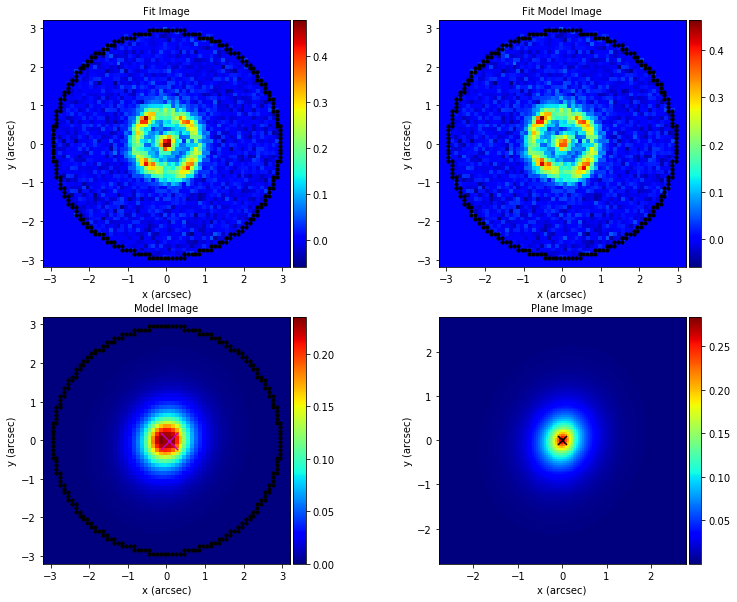 Fit Image
Fit Model Image
3
2
1
0
−1
−2
−3
y (arcsec)
−3 −2 −1 0 1 2 3
x (arcsec)
0.4
0.3
0.2
0.1
0.0
3
2
1
0
−1
−2
−3
y (arcsec)
−3 −2 −1 0 1 2 3
x (arcsec)
0.4
0.3
0.2
0.1
0.0
Model Image
Plane Image
3
2
1
0
−1
−2
−3
y (arcsec)
−3 −2 −1 0 1 2 3
x (arcsec)
0.20
0.15
0.10
0.05
0.00
2
1
0
−1
−2
y (arcsec)
−2 −1 0 1 2
x (arcsec)
0.25
0.20
0.15
0.10
0.05